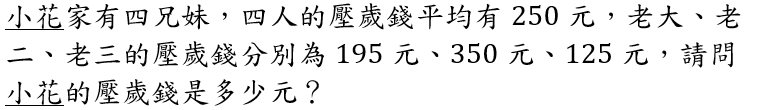 小花家有四兄妹，四人的壓歲錢平均有 250 元，老大、老
二、老三的壓歲錢分別為 195 元、350 元、125 元，請問
小花的壓歲錢是多少元？